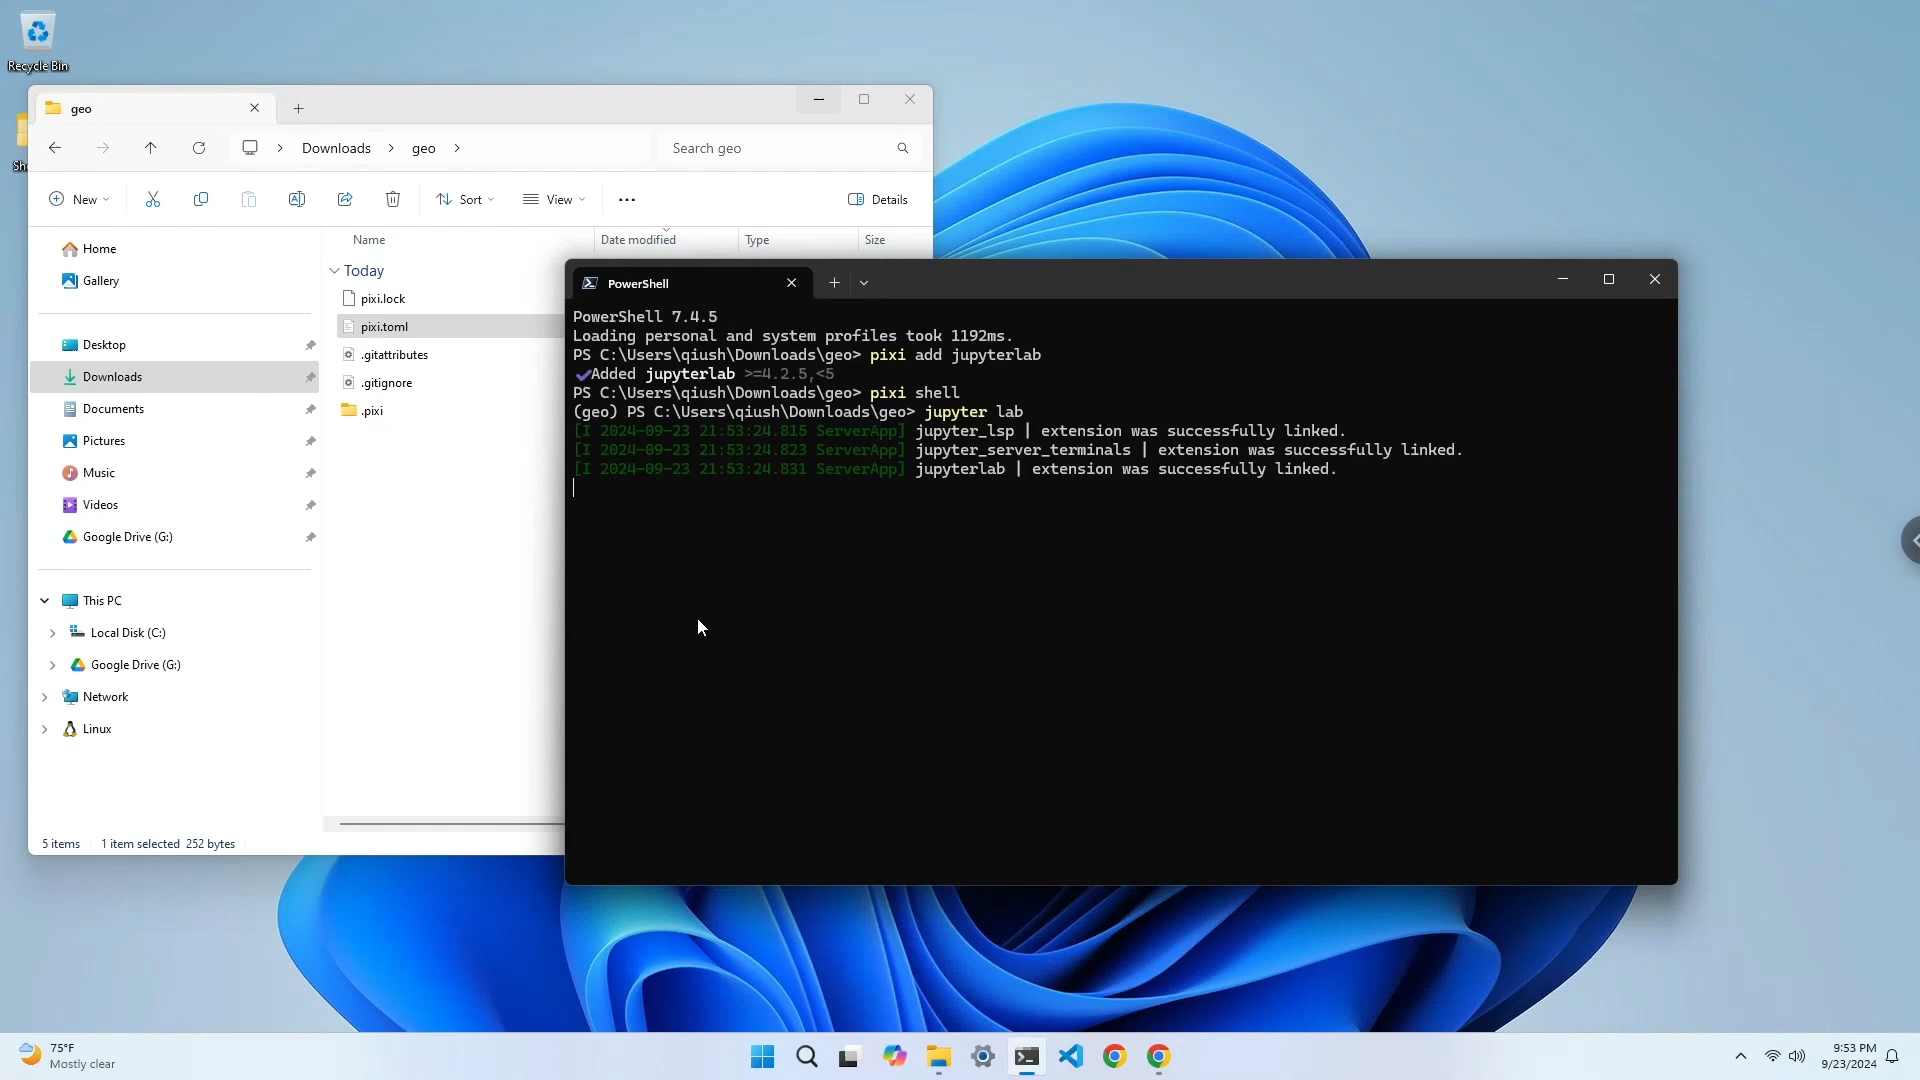 Recycle Bin
geo
Downloads
geo
Search geo
New
Sort
View
Details
Name
Date modified
Type
Size
Home
Gallery
Desktop
Downloads
Documents
Pictures
Music
Videos
Google Drive (G:)
This PC
Local Disk (C:)
Google Drive (G:)
Network
Linux
Today
pixi.lock
pixi.toml
.gitattributes
.gitignore
.pixi
5 items
1 item selected 252 bytes
PowerShell
PowerShell 7.4.5
Loading personal and system profiles took 1192ms.
PS C:\Users\qiush\Downloads\geo> pixi add jupyterlab
✔Added jupyterlab >=4.2.5,<5
PS C:\Users\qiush\Downloads\geo> pixi shell
(geo) PS C:\Users\qiush\Downloads\geo> jupyter lab
[I 2024-09-23 21:53:24.815 ServerApp] jupyter_lsp | extension was successfully linked.
[I 2024-09-23 21:53:24.823 ServerApp] jupyter_server_terminals | extension was successfully linked.
[I 2024-09-23 21:53:24.831 ServerApp] jupyterlab | extension was successfully linked.
75°F
Mostly clear
9:53 PM
9/23/2024